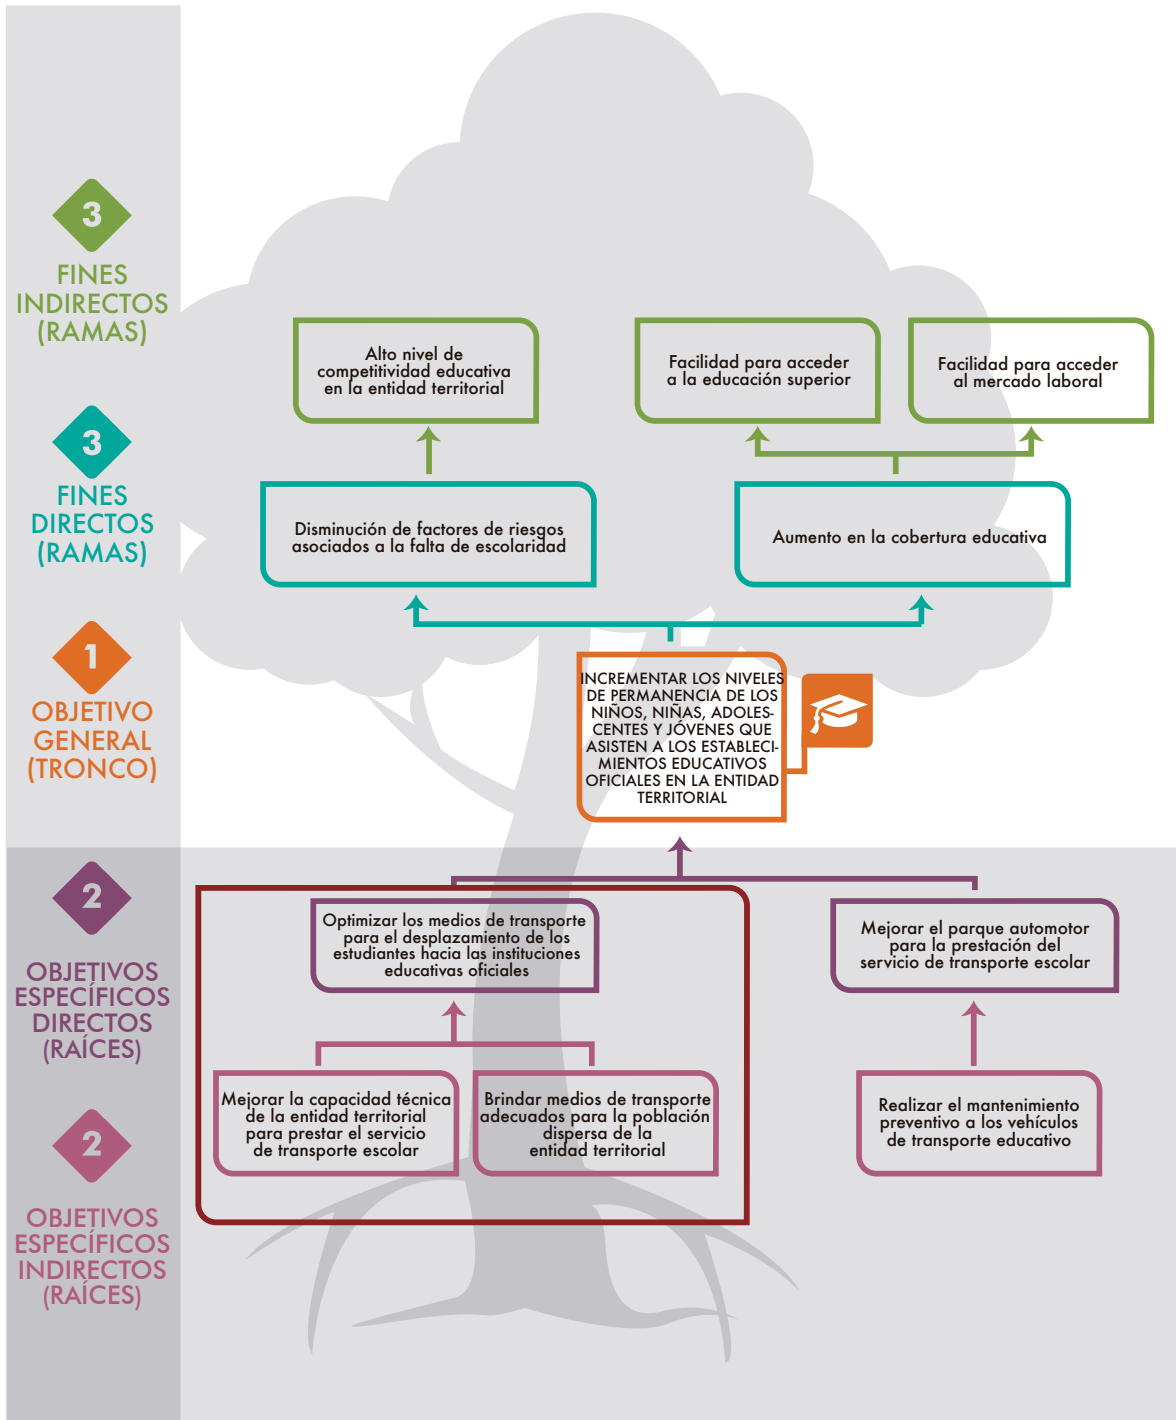 3
FINES
INDIRECTOS
(RAMAS)
Alto nivel de
competitividad educativa
en la entidad territorial
Facilidad para acceder
a la educación superior
Facilidad para acceder
al mercado laboral
3
FINES
DIRECTOS
(RAMAS)
Disminución de factores de riesgos
asociados a la falta de escolaridad
Aumento en la cobertura educativa
1
OBJETIVO
GENERAL
(TRONCO)
INCREMENTAR LOS NIVELES
DE PERMANENCIA DE LOS
NIÑOS, NIÑAS, ADOLES-
CENTES Y JÓVENES QUE
ASISTEN A LOS ESTABLECI-
MIENTOS EDUCATIVOS
OFICIALES EN LA ENTIDAD
TERRITORIAL
2
OBJETIVOS
ESPECÍFICOS
DIRECTOS
(RAÍCES)
Optimizar los medios de transporte
para el desplazamiento de los
estudiantes hacia las instituciones
educativas oficiales
Mejorar el parque automotor
para la prestación del
servicio de transporte escolar
2
OBJETIVOS
ESPECÍFICOS
INDIRECTOS
(RAÍCES)
Mejorar la capacidad técnica
de la entidad territorial
para prestar el servicio
de transporte escolar
Brindar medios de transporte
adecuados para la población
dispersa de la
entidad territorial
Realizar el mantenimiento
preventivo a los vehículos
de transporte educativo